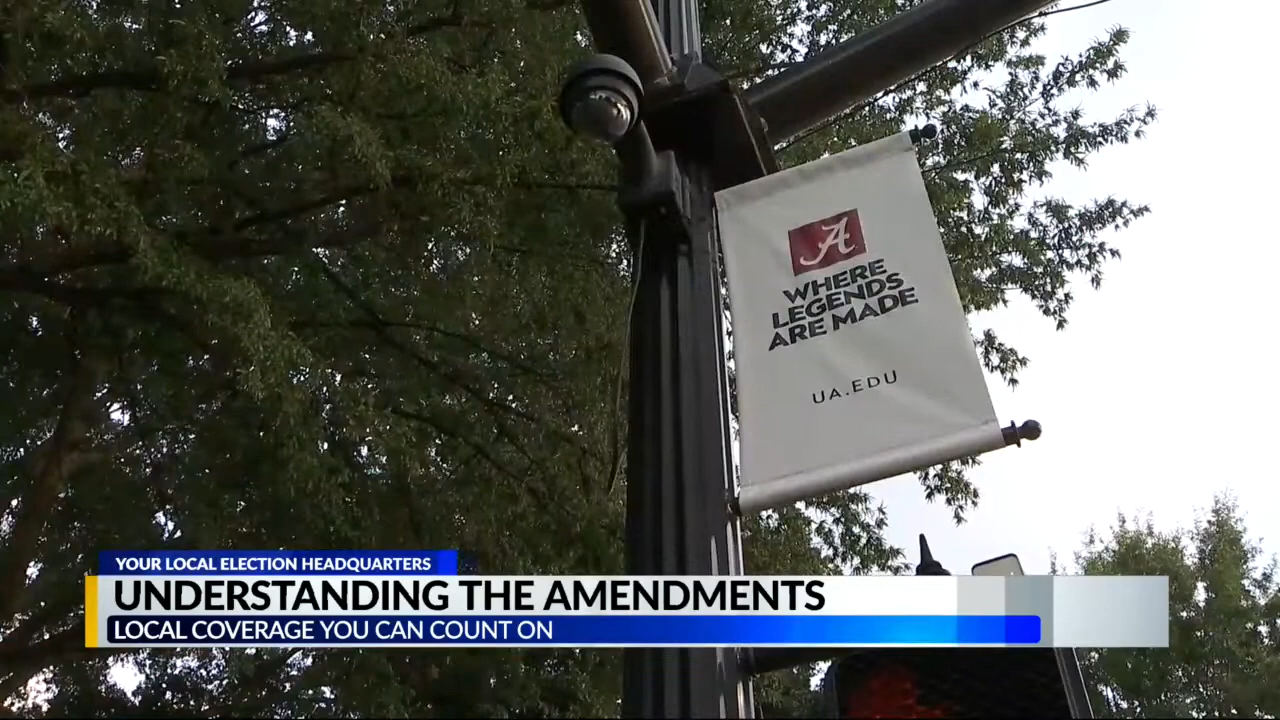 A
WHERE
LEGENDS
ARE MADE
UA.EDU
YOUR LOCAL ELECTION HEADQUARTERS
UNDERSTANDING THE AMENDMENTS
LOCAL COVERAGE YOU CAN COUNT ON